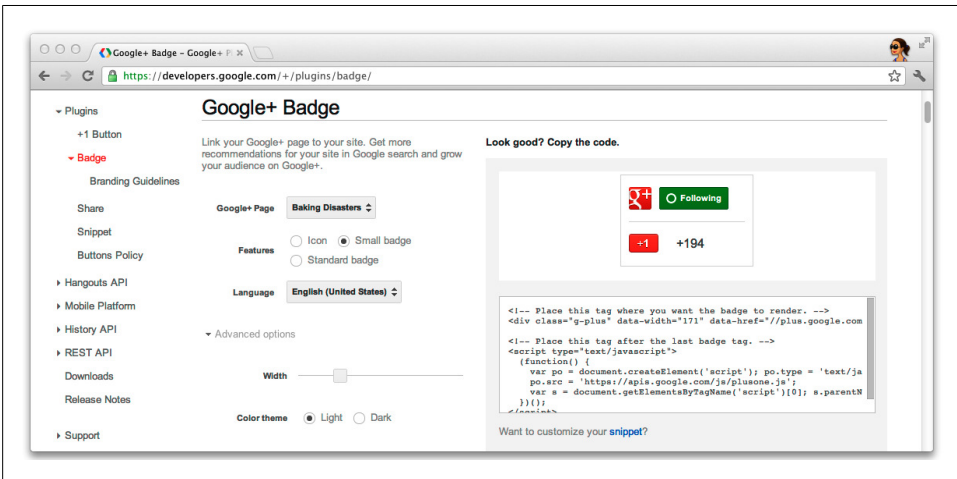 Google+ Badge – Google+ Pl
https://developers.google.com/+/plugins/badge/
Plugins
+1 Button
Badge
Branding Guidelines
Share
Snippet
Buttons Policy
Hangouts API
Mobile Platform
History API
REST API
Downloads
Release Notes
Support
Google+ Badge
Link your Google+ page to your site. Get more
recommendations for your site in Google search and grow
your audience on Google+.
Google+ Page Baking Disasters
Features Icon Small badge
Standard badge
Language English (United States)
Advanced options
Width
Color theme Light Dark
Look good? Copy the code.
g+ Following
+1 +194
<!-- Place this tag where you want the badge to render. -->
<div class="g-plus" data-width="171" data-href="//plus.google.com
<!-- Place this tag after the last badge tag. -->
<script type="text/javascript">
(function() {
var po = document.createElement('script'); po.type = 'text/ja
po.src = 'https://apis.google.com/js/plusone.js';
var s = document.getElementsByTagName('script')[0]; s.parentN
})();
</script>
Want to customize your snippet?